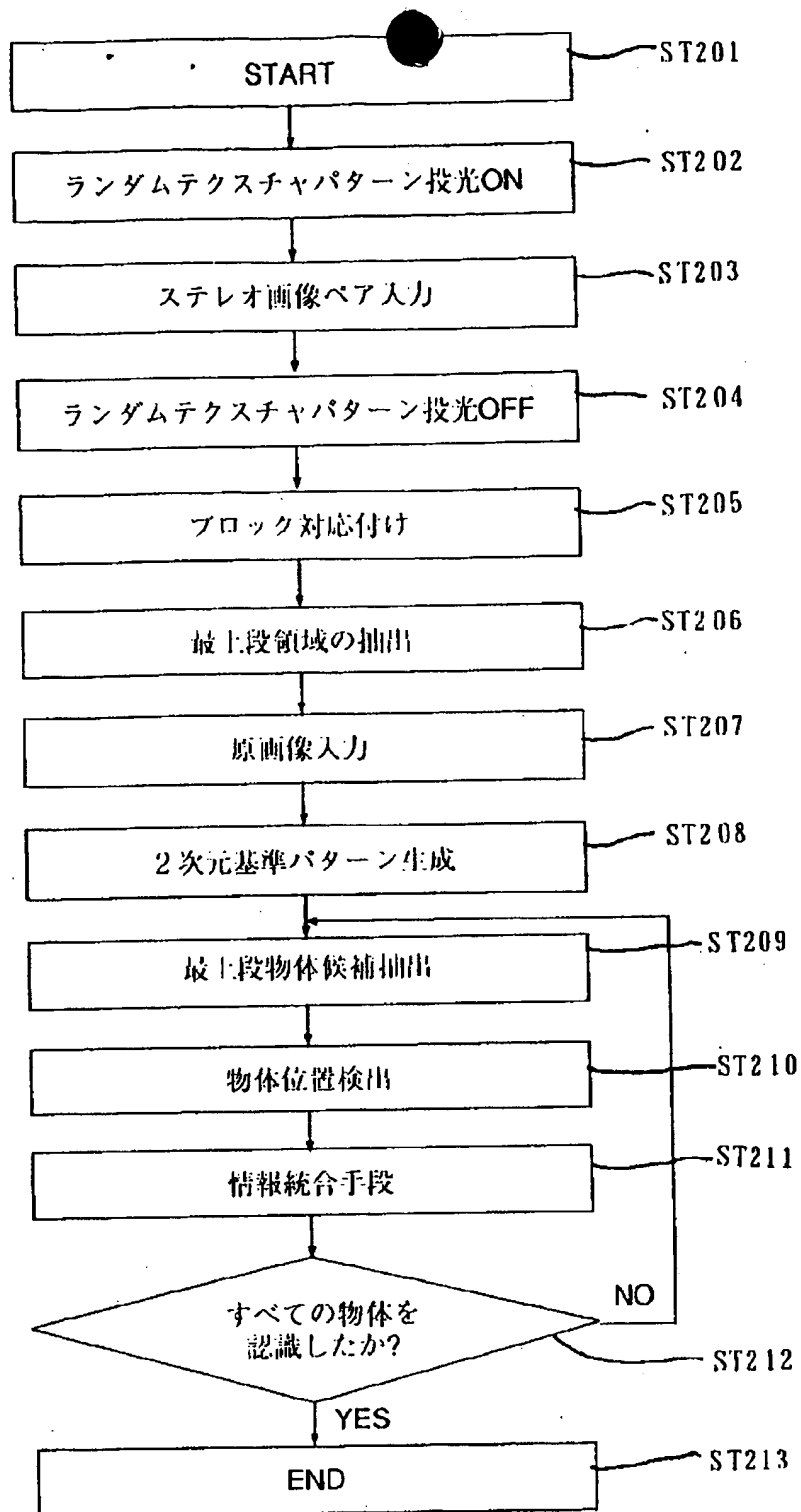 START
ST201
ランダムテクスチャパターン投光ON
ST202
ステレオ画像ペア入力
ST203
ランダムテクスチャパターン投光OFF
ST204
ブロック対応付け
ST205
最上段領域の抽出
ST206
原画像入力
ST207
2次元基準パターン生成
ST208
最上段物体候補抽出
ST209
物体位置検出
ST210
情報統合手段
ST211
すべての物体を
認識したか?
NO
ST212
YES
END
ST213